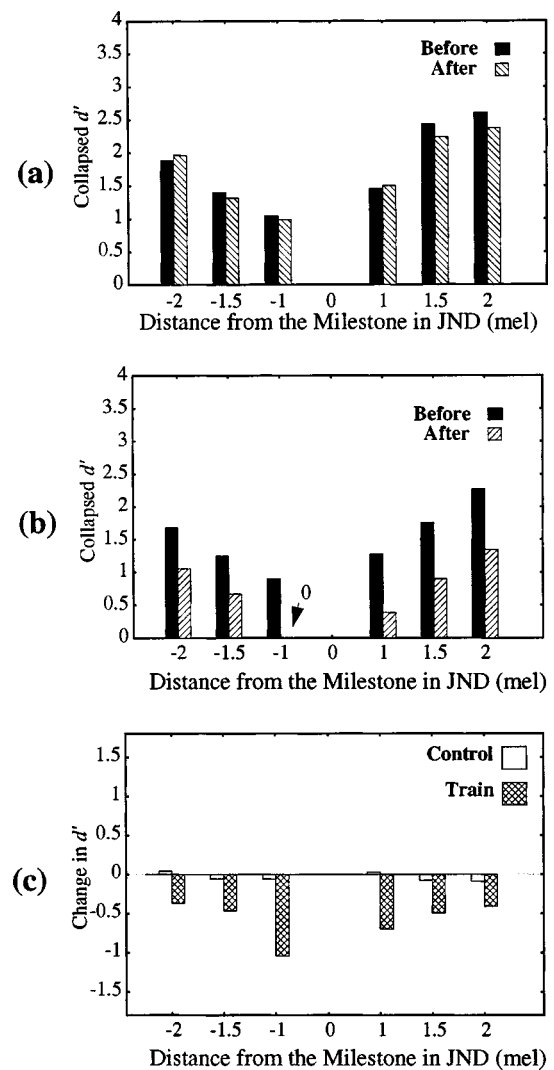 (a)
Collapsed d'
4
3.5
3
2.5
2
1.5
1
0.5
0
Before
After
-2 -1.5 -1 0 1 1.5 2
Distance from the Milestone in JND (mel)
(b)
Collapsed d'
4
3.5
3
2.5
2
1.5
1
0.5
0
Before
After
0
-2 -1.5 -1 0 1 1.5 2
Distance from the Milestone in JND (mel)
(c)
Change in d'
1.5
1
0.5
0
-0.5
-1
-1.5
Control
Train
-2 -1.5 -1 0 1 1.5 2
Distance from the Milestone in JND (mel)